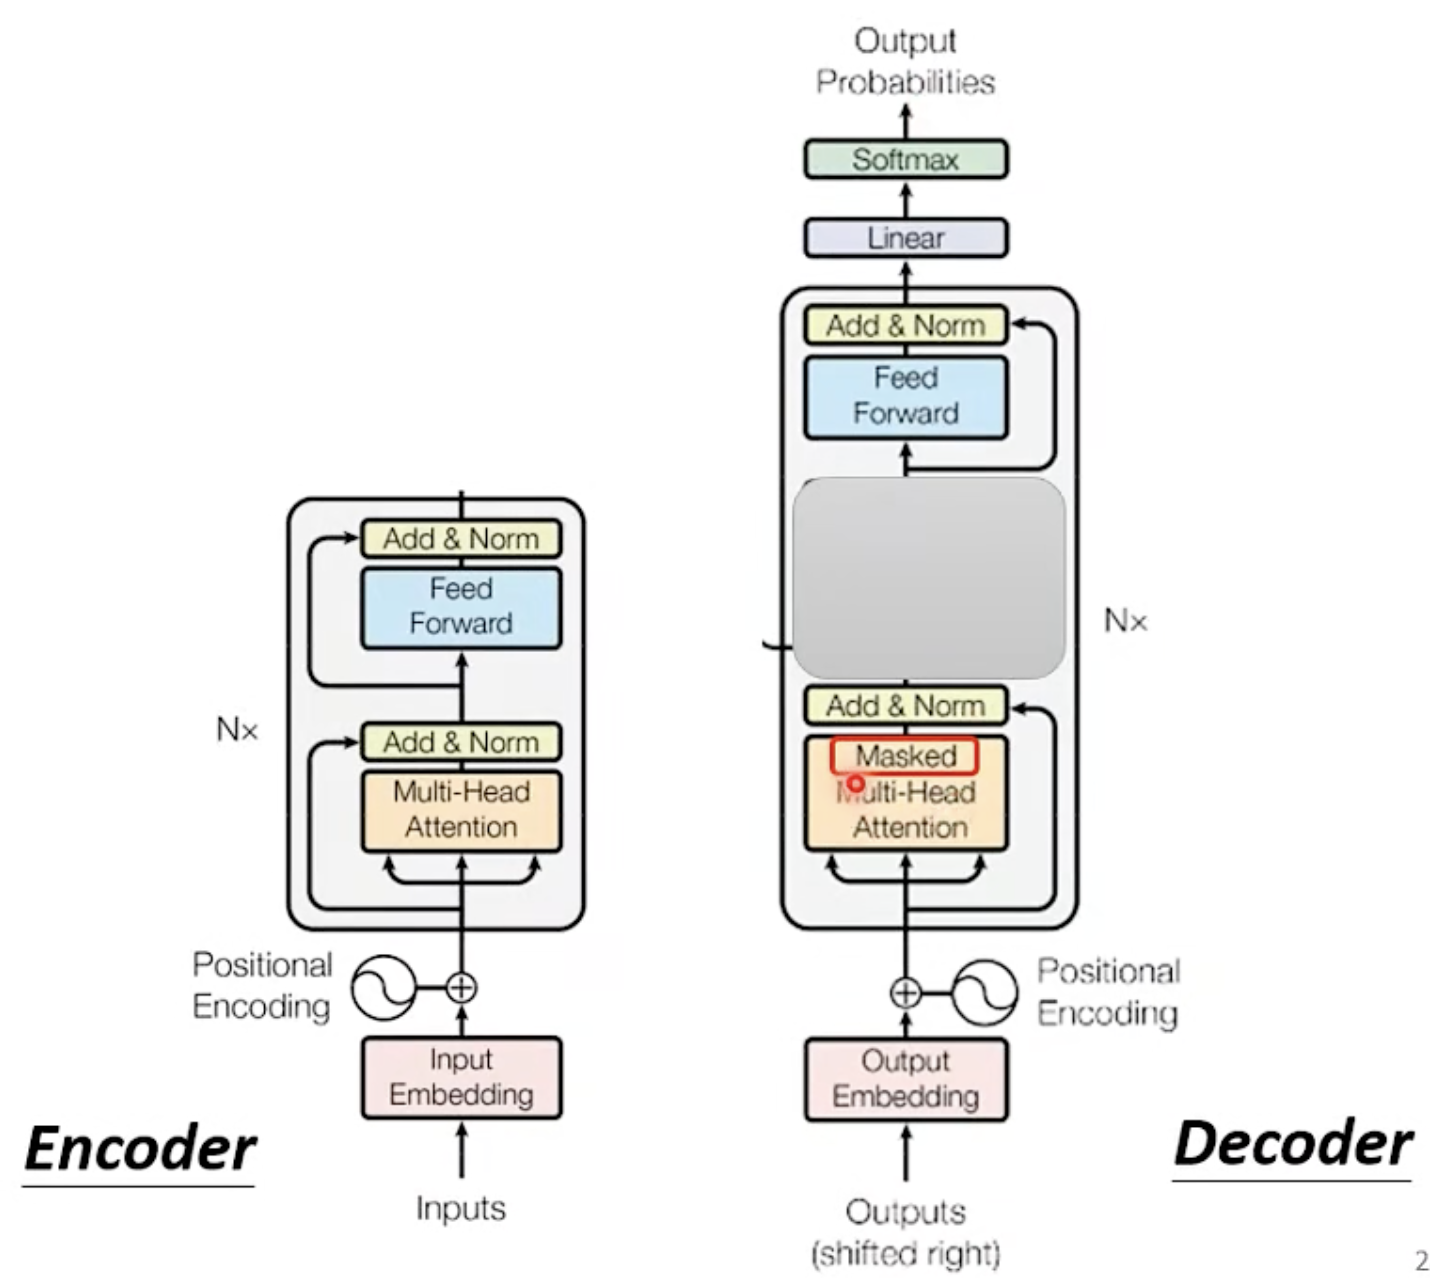 Output
Probabilities
Softmax
Linear
Add & Norm
Feed
Forward
Nx
Add & Norm
Masked
Multi-Head
Attention
Positional
Encoding
Output
Embedding
Outputs
(shifted right)
Decoder
Add & Norm
Feed
Forward
Nx
Add & Norm
Multi-Head
Attention
Positional
Encoding
Input
Embedding
Inputs
Encoder
2